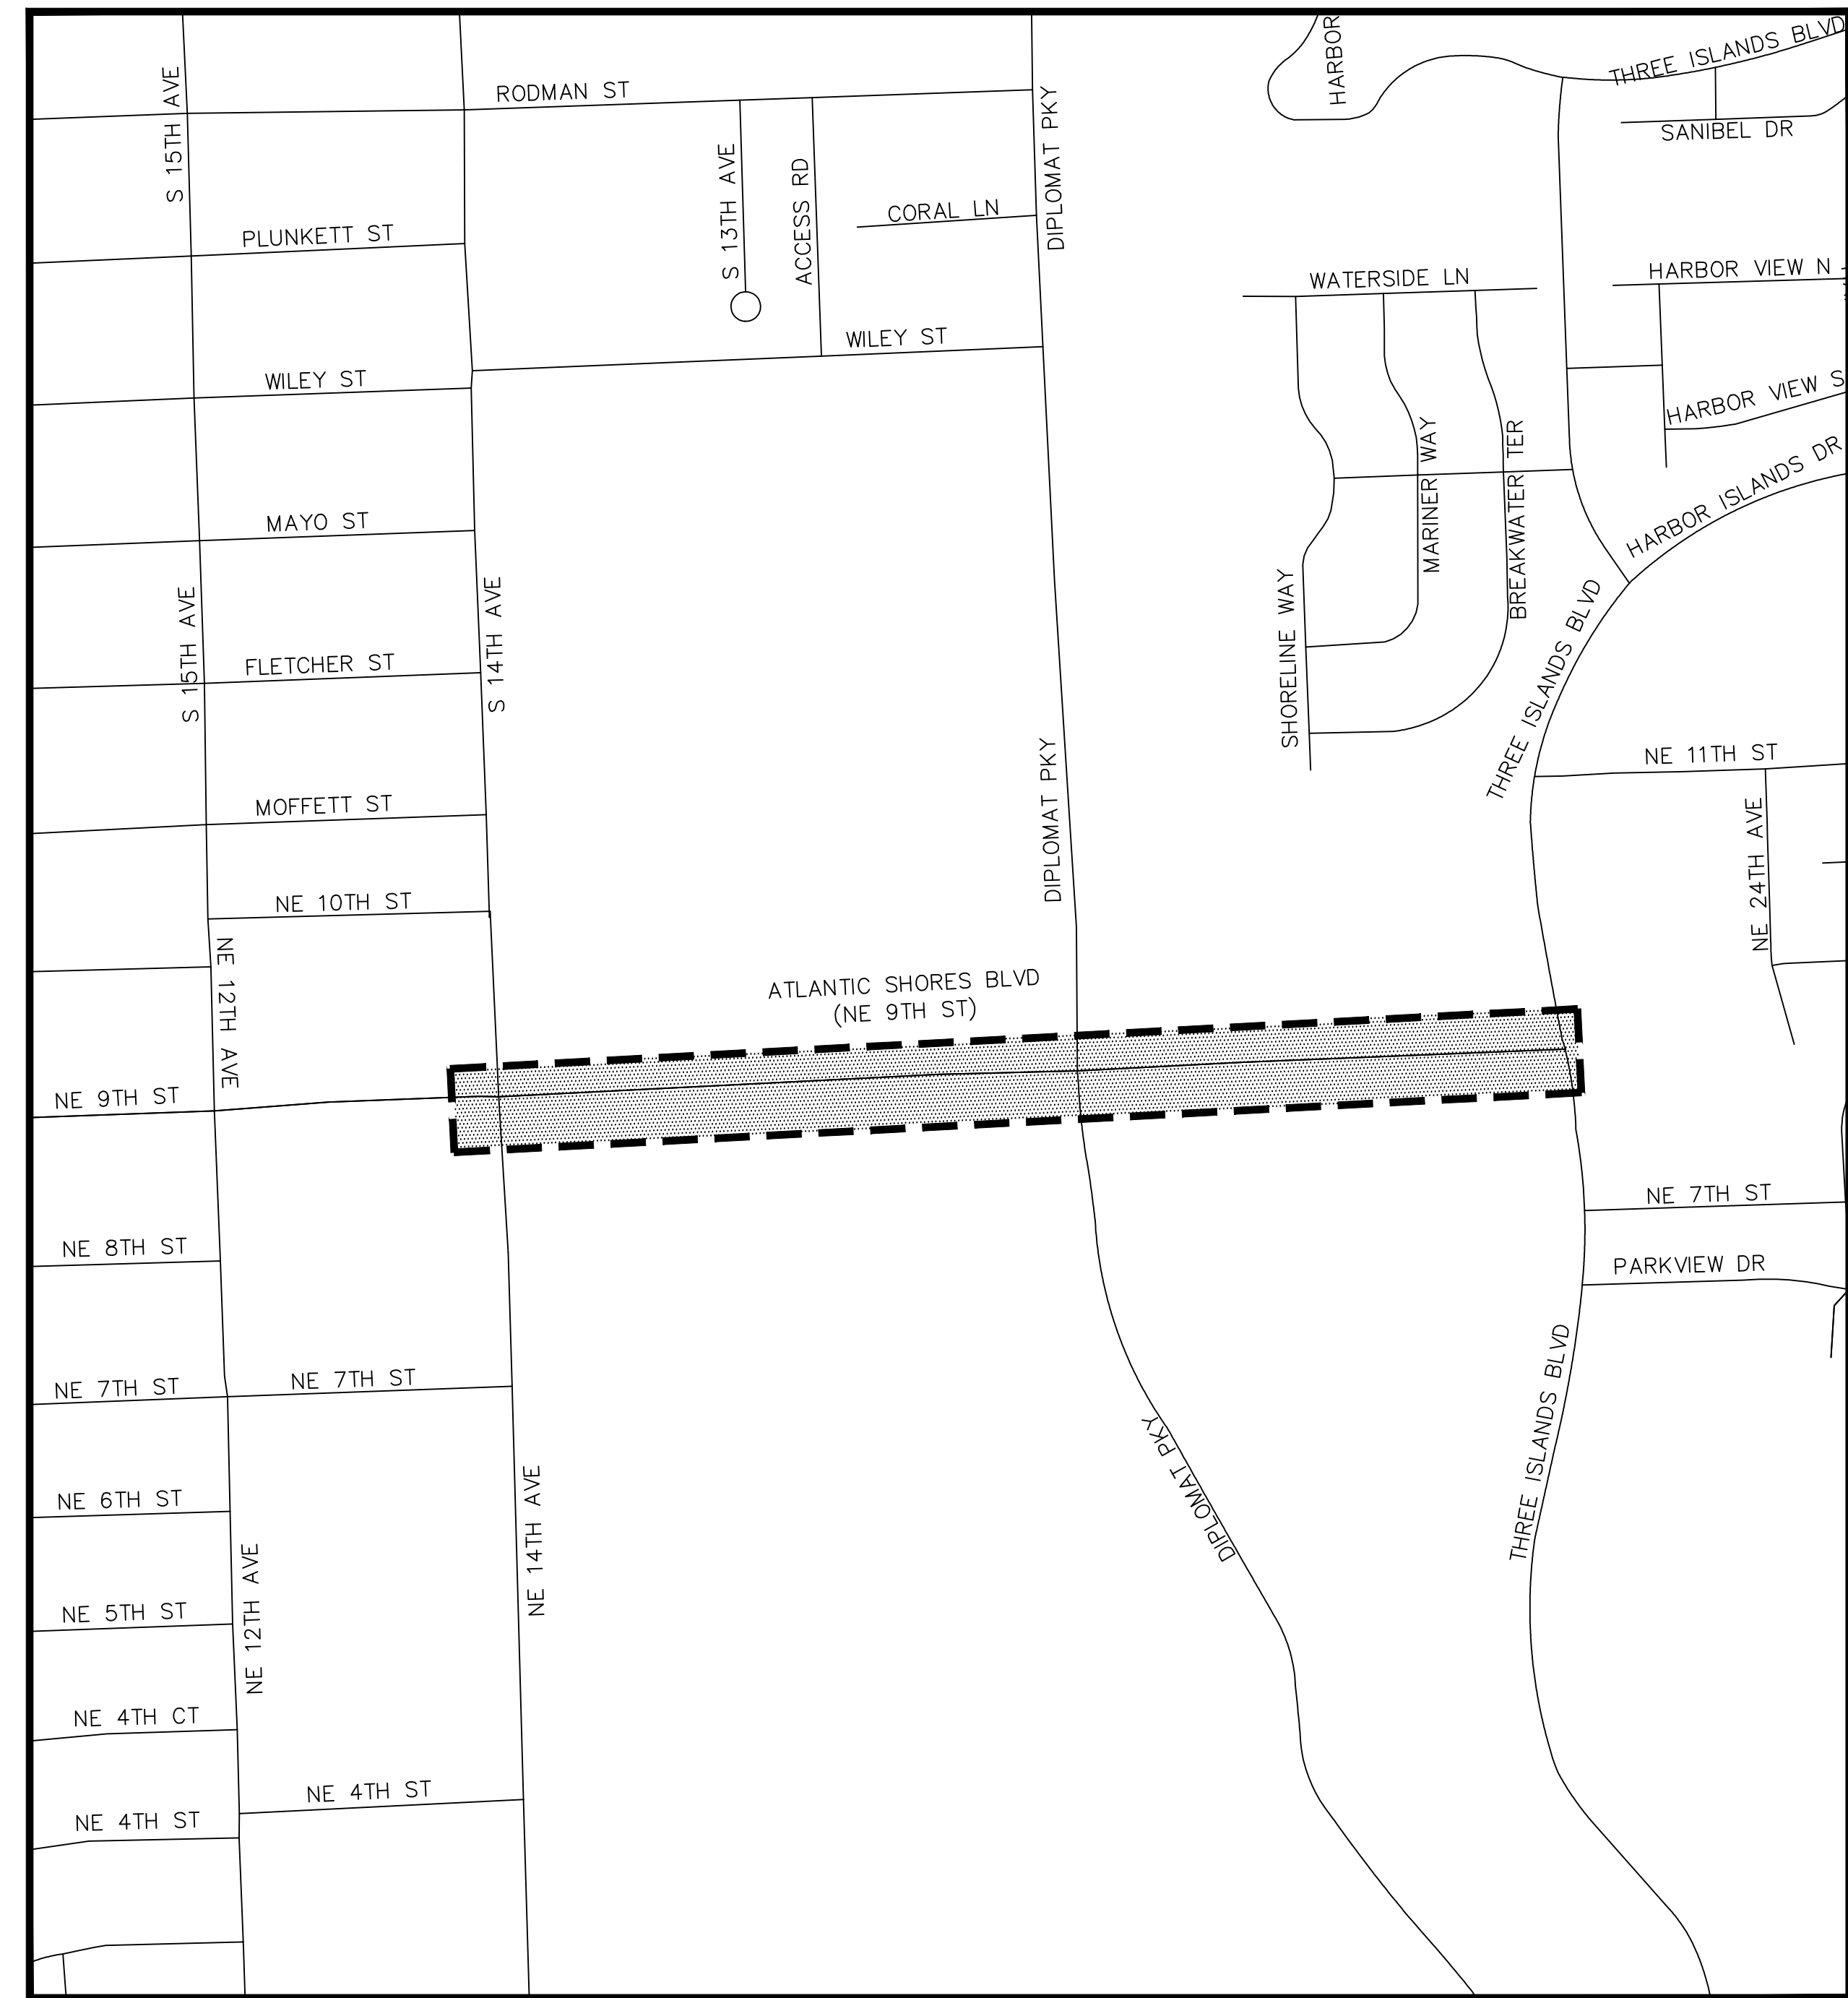 HARBOR
THREE ISLANDS BLVD
S 15TH AVE
RODMAN ST
DIPLOMAT PKY
SANIBEL DR
S 13TH AVE
ACCESS RD
CORAL LN
PLUNKETT ST
WATERSIDE LN
HARBOR VIEW N
WILEY ST
WILEY ST
HARBOR VIEW S
MARINER WAY
BREAKWATER TER
HARBOR ISLANDS DR
MAYO ST
S 15TH AVE
S 14TH AVE
SHORELINE WAY
THREE ISLANDS BLVD
FLETCHER ST
DIPLOMAT PKY
NE 11TH ST
MOFFETT ST
NE 24TH AVE
NE 10TH ST
NE 12TH AVE
ATLANTIC SHORES BLVD
(NE 9TH ST)
NE 9TH ST
NE 7TH ST
NE 8TH ST
PARKVIEW DR
NE 7TH ST
NE 7TH ST
THREE ISLANDS BLVD
DIPLOMAT PKY
NE 6TH ST
NE 14TH AVE
NE 12TH AVE
NE 5TH ST
NE 4TH CT
NE 4TH ST
NE 4TH ST